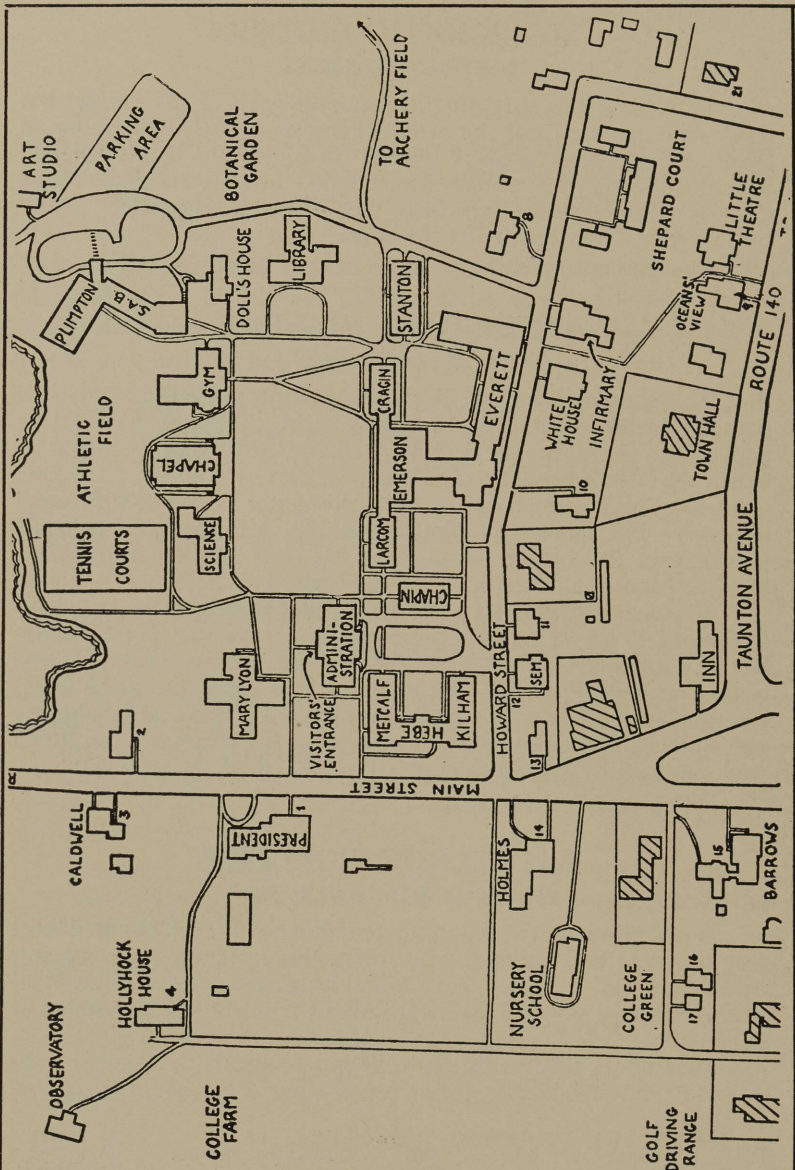 ART
STUDIO
PARKING
AREA
BOTANICAL
GARDEN
TO
ARCHERY FIELD
21
PLIMPTON
S.A.B.
DOLL'S HOUSE
LIBRARY
STANTON
8
SHEPARD COURT
LITTLE
THEATRE
OCEANS'
VIEW
9
ROUTE 140
ATHLETIC
FIELD
GYM
CRAGIN
EVERETT
INFIRMARY
WHITE
HOUSE
TOWN HALL
CHAPEL
EMERSON
10
TENNIS
COURTS
SCIENCE
LARCOM
CHAPIN
HOWARD STREET
11
TAUNTON AVENUE
MARY LYON
ADMINI-
STRATION
VISITORS'
ENTRANCE
METCALF
HEBE
KILHAM
SEM
12
INN
2
13
MAIN STREET
CALDWELL
3
PRESIDENT
1
HOLMES
14
15
BARROWS
HOLLYHOCK
HOUSE
4
NURSERY
SCHOOL
COLLEGE
GREEN
16
17
OBSERVATORY
COLLEGE
FARM
GOLF
DRIVING
RANGE